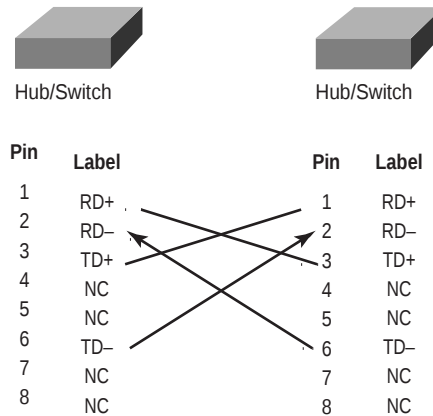 Hub/Switch Hub/Switch
Pin Label Pin Label
1 RD+ 1 RD+
2 RD– 2 RD–
3 TD+ 3 TD+
4 NC 4 NC
5 NC 5 NC
6 TD– 6 TD–
7 NC 7 NC
8 NC 8 NC